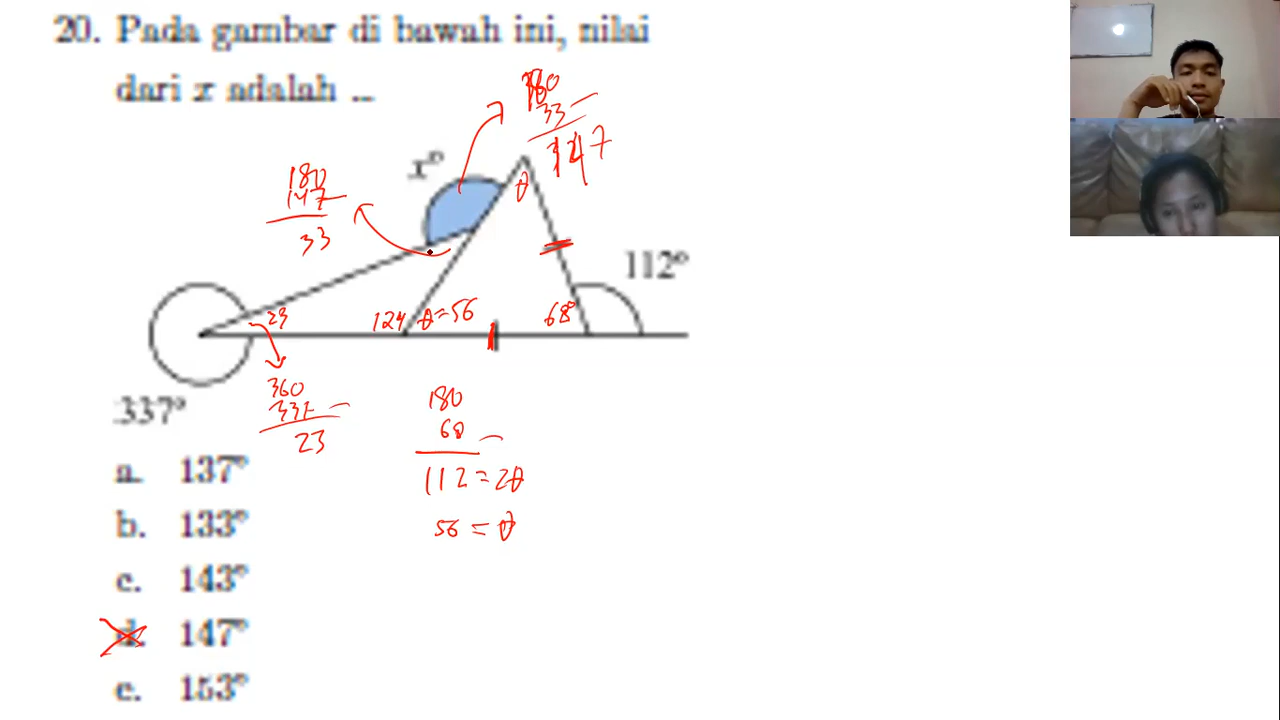 20. Pada gambar di bawah ini, nilai
dari x adalah ...
180
33 –
147
x°
θ
180
147 –
33
112°
23
124
θ=56
68°
337°
360
337 –
23
180
68 –
112 = 2θ
56 = θ
a. 137°
b. 133°
c. 143°
d. 147°
e. 153°